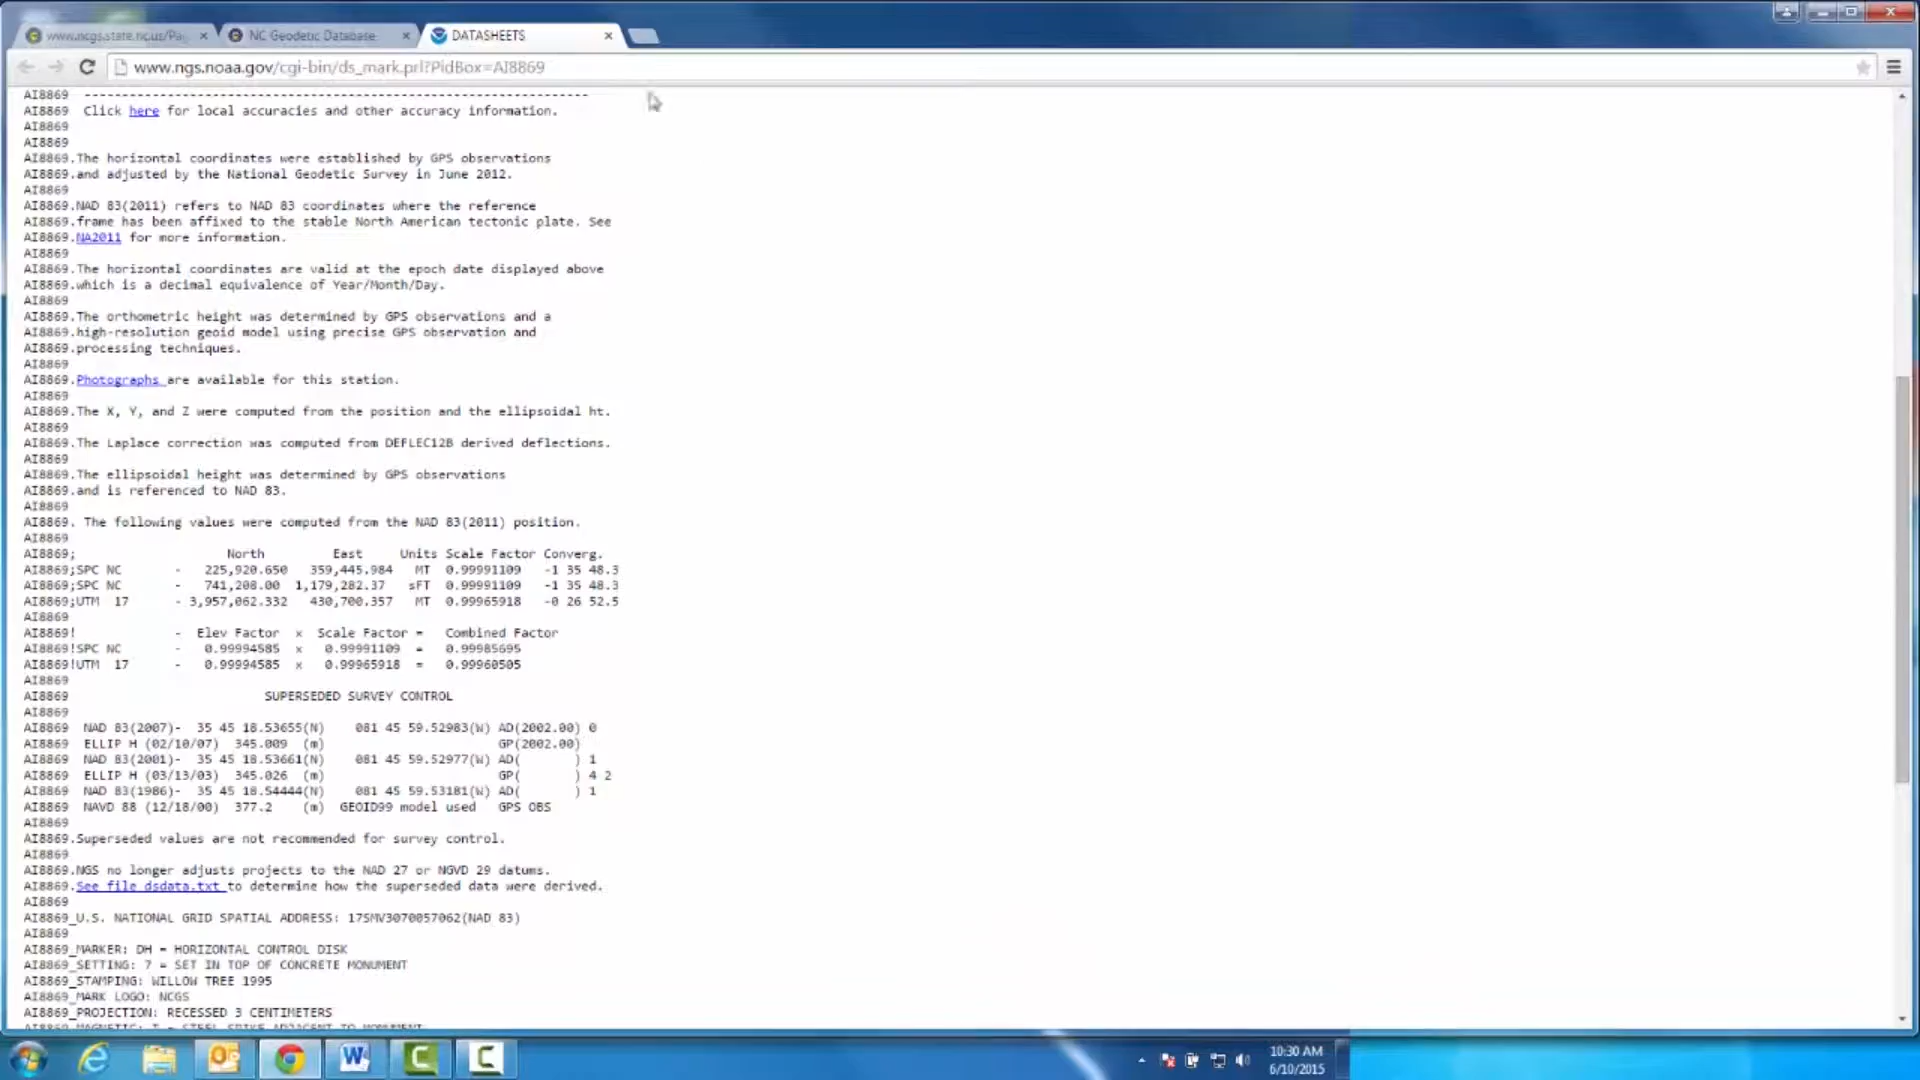 www.ncgs.state.nc.us/Pa
NC Geodetic Database
DATASHEETS
www.ngs.noaa.gov/cgi-bin/ds_mark.prl?PidBox=AI8869
AI8869 -------------------------------------------------------------------
AI8869 Click here for local accuracies and other accuracy information.
AI8869
AI8869
AI8869.The horizontal coordinates were established by GPS observations
AI8869.and adjusted by the National Geodetic Survey in June 2012.
AI8869
AI8869.NAD 83(2011) refers to NAD 83 coordinates where the reference
AI8869.frame has been affixed to the stable North American tectonic plate. See
AI8869.NA2011 for more information.
AI8869
AI8869.The horizontal coordinates are valid at the epoch date displayed above
AI8869.which is a decimal equivalence of Year/Month/Day.
AI8869
AI8869.The orthometric height was determined by GPS observations and a
AI8869.high-resolution geoid model using precise GPS observation and
AI8869.processing techniques.
AI8869
AI8869.Photographs are available for this station.
AI8869
AI8869.The X, Y, and Z were computed from the position and the ellipsoidal ht.
AI8869
AI8869.The Laplace correction was computed from DEFLEC12B derived deflections.
AI8869
AI8869.The ellipsoidal height was determined by GPS observations
AI8869.and is referenced to NAD 83.
AI8869
AI8869. The following values were computed from the NAD 83(2011) position.
AI8869
AI8869; North East Units Scale Factor Converg.
AI8869;SPC NC - 225,920.650 359,445.984 MT 0.99991109 -1 35 48.3
AI8869;SPC NC - 741,208.00 1,179,282.37 sFT 0.99991109 -1 35 48.3
AI8869;UTM 17 - 3,957,062.332 430,700.357 MT 0.99965918 -0 26 52.5
AI8869
AI8869! - Elev Factor x Scale Factor = Combined Factor
AI8869!SPC NC - 0.99994585 x 0.99991109 = 0.99985695
AI8869!UTM 17 - 0.99994585 x 0.99965918 = 0.99960505
AI8869
AI8869 SUPERSEDED SURVEY CONTROL
AI8869
AI8869 NAD 83(2007)- 35 45 18.53655(N) 081 45 59.52983(W) AD(2002.00) 0
AI8869 ELLIP H (02/10/07) 345.009 (m) GP(2002.00)
AI8869 NAD 83(2001)- 35 45 18.53661(N) 081 45 59.52977(W) AD( ) 1
AI8869 ELLIP H (03/13/03) 345.026 (m) GP( ) 4 2
AI8869 NAD 83(1986)- 35 45 18.54444(N) 081 45 59.53181(W) AD( ) 1
AI8869 NAVD 88 (12/18/00) 377.2 (m) GEOID99 model used GPS OBS
AI8869
AI8869.Superseded values are not recommended for survey control.
AI8869
AI8869.NGS no longer adjusts projects to the NAD 27 or NGVD 29 datums.
AI8869.See file dsdata.txt to determine how the superseded data were derived.
AI8869
AI8869_U.S. NATIONAL GRID SPATIAL ADDRESS: 17SMV3070057062(NAD 83)
AI8869
AI8869_MARKER: DH = HORIZONTAL CONTROL DISK
AI8869_SETTING: 7 = SET IN TOP OF CONCRETE MONUMENT
AI8869_STAMPING: WILLOW TREE 1995
AI8869_MARK LOGO: NCGS
AI8869_PROJECTION: RECESSED 3 CENTIMETERS
AI8869_MAGNETIC: T = STEEL SPIKE ADJACENT TO MONUMENT
10:30 AM
6/10/2015